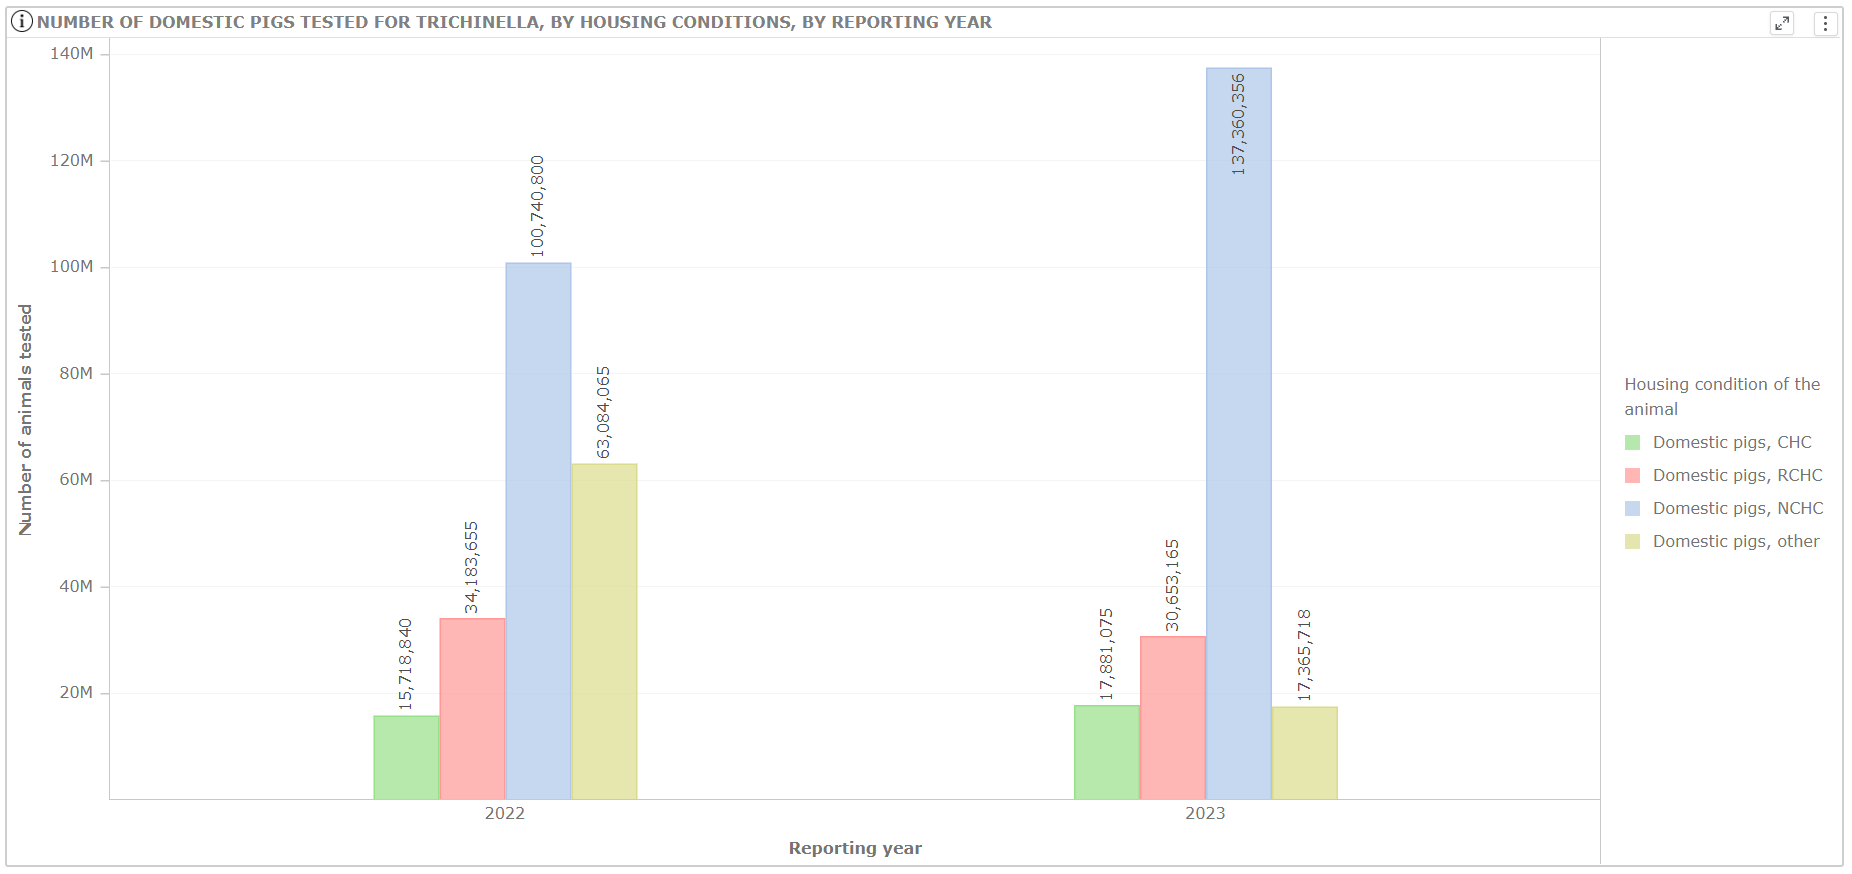 NUMBER OF DOMESTIC PIGS TESTED FOR TRICHINELLA, BY HOUSING CONDITIONS, BY REPORTING YEAR
Number of animals tested
140M
120M
100M
80M
60M
40M
20M
15,718,840
34,183,655
100,740,800
63,084,065
17,881,075
30,653,165
137,360,356
17,365,718
2022
2023
Reporting year
Housing condition of the
animal
Domestic pigs, CHC
Domestic pigs, RCHC
Domestic pigs, NCHC
Domestic pigs, other